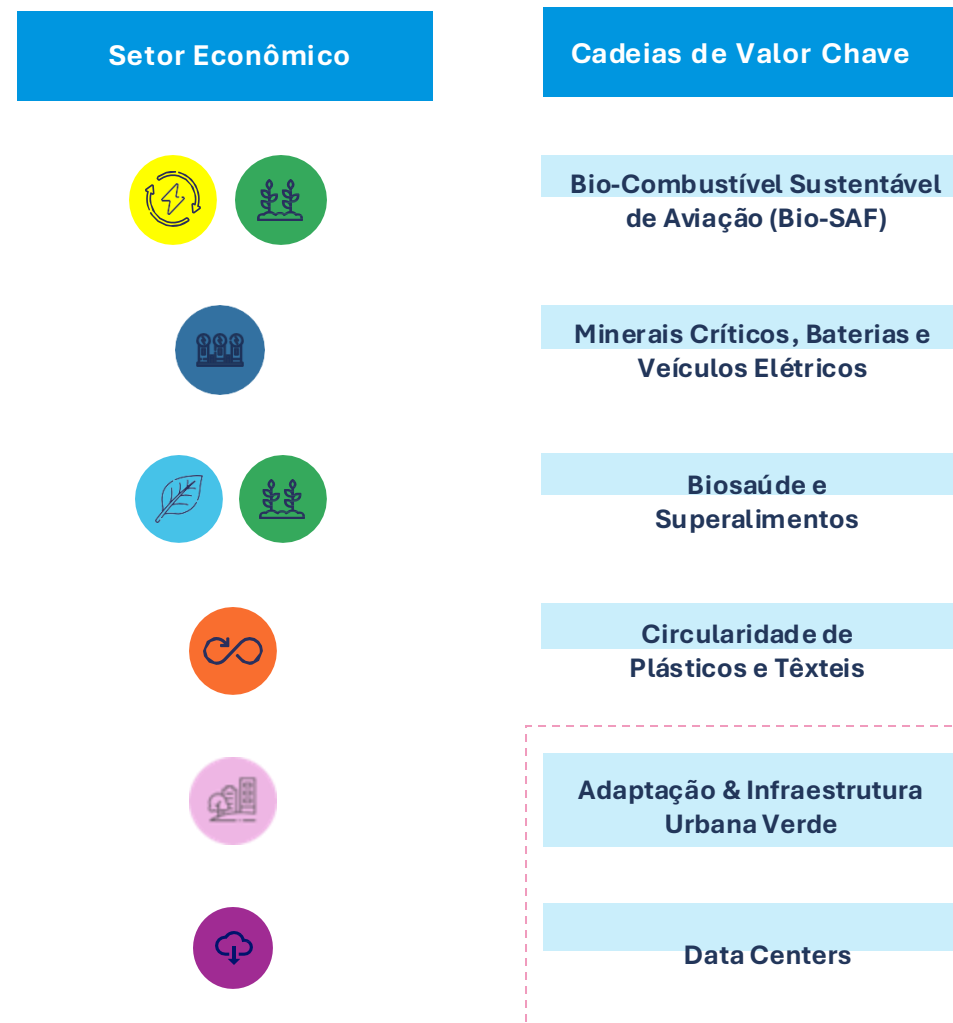 Setor Econômico
Cadeias de Valor Chave
Bio-Combustível Sustentável
de Aviação (Bio-SAF)
Minerais Críticos, Baterias e
Veículos Elétricos
Biosaúde e
Superalimentos
Circularidade de
Plásticos e Têxteis
Adaptação & Infraestrutura
Urbana Verde
Data Centers